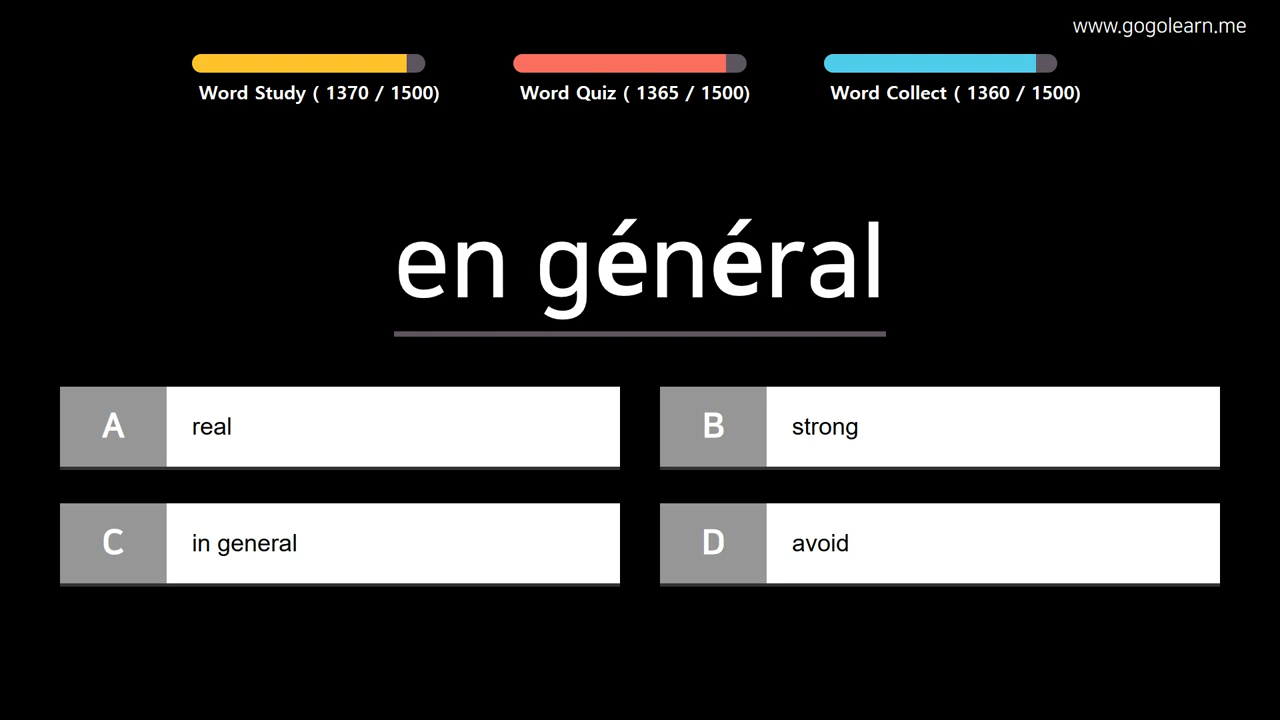 www.gogolearn.me
Word Study ( 1370 / 1500)
Word Quiz ( 1365 / 1500)
Word Collect ( 1360 / 1500)
en général
A real
B strong
C in general
D avoid